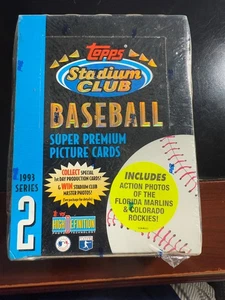 Topps
Stadium
CLUB
BASEBALL
SUPER PREMIUM
PICTURE CARDS
COLLECT SPECIAL
1st DAY PRODUCTION CARDS!
& WIN STADIUM CLUB
MASTER PHOTOS!
INCLUDES
ACTION PHOTOS
OF THE
FLORIDA MARLINS
& COLORADO
ROCKIES!
1993
SERIES
2
HIGH DEFINITION